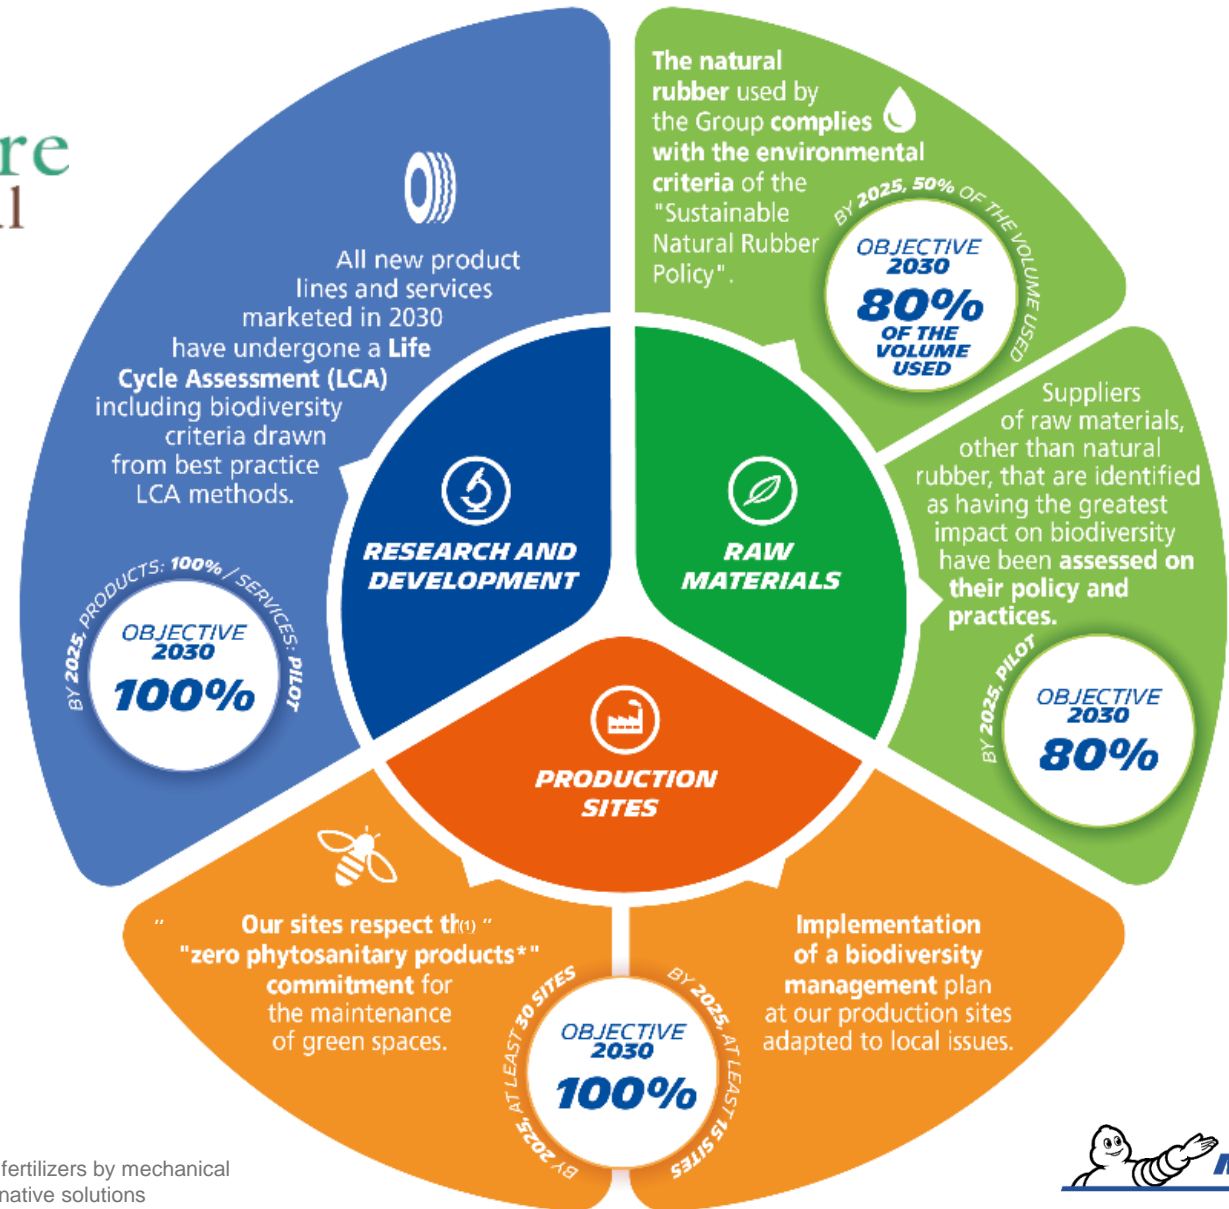 re
al
All new product
lines and services
marketed in 2030
have undergone a Life
Cycle Assessment (LCA)
including biodiversity
criteria drawn
from best practice
LCA methods.
BY 2025, PRODUCTS: 100% / SERVICES: PILOT
OBJECTIVE
2030
100%
RESEARCH AND
DEVELOPMENT
The natural
rubber used by
the Group complies
with the environmental
criteria of the
"Sustainable
Natural Rubber
Policy".
BY 2025, 50% OF THE VOLUME USED
OBJECTIVE
2030
80%
OF THE
VOLUME
USED
RAW
MATERIALS
Suppliers
of raw materials,
other than natural
rubber, that are identified
as having the greatest
impact on biodiversity
have been assessed on
their policy and
practices.
BY 2025, PILOT
OBJECTIVE
2030
80%
PRODUCTION
SITES
" Our sites respect th(1) "
"zero phytosanitary products*"
commitment for
the maintenance
of green spaces.
BY 2025, AT LEAST 30 SITES
OBJECTIVE
2030
100%
BY 2025, AT LEAST 15 SITES
Implementation
of a biodiversity
management plan
at our production sites
adapted to local issues.
fertilizers by mechanical
native solutions